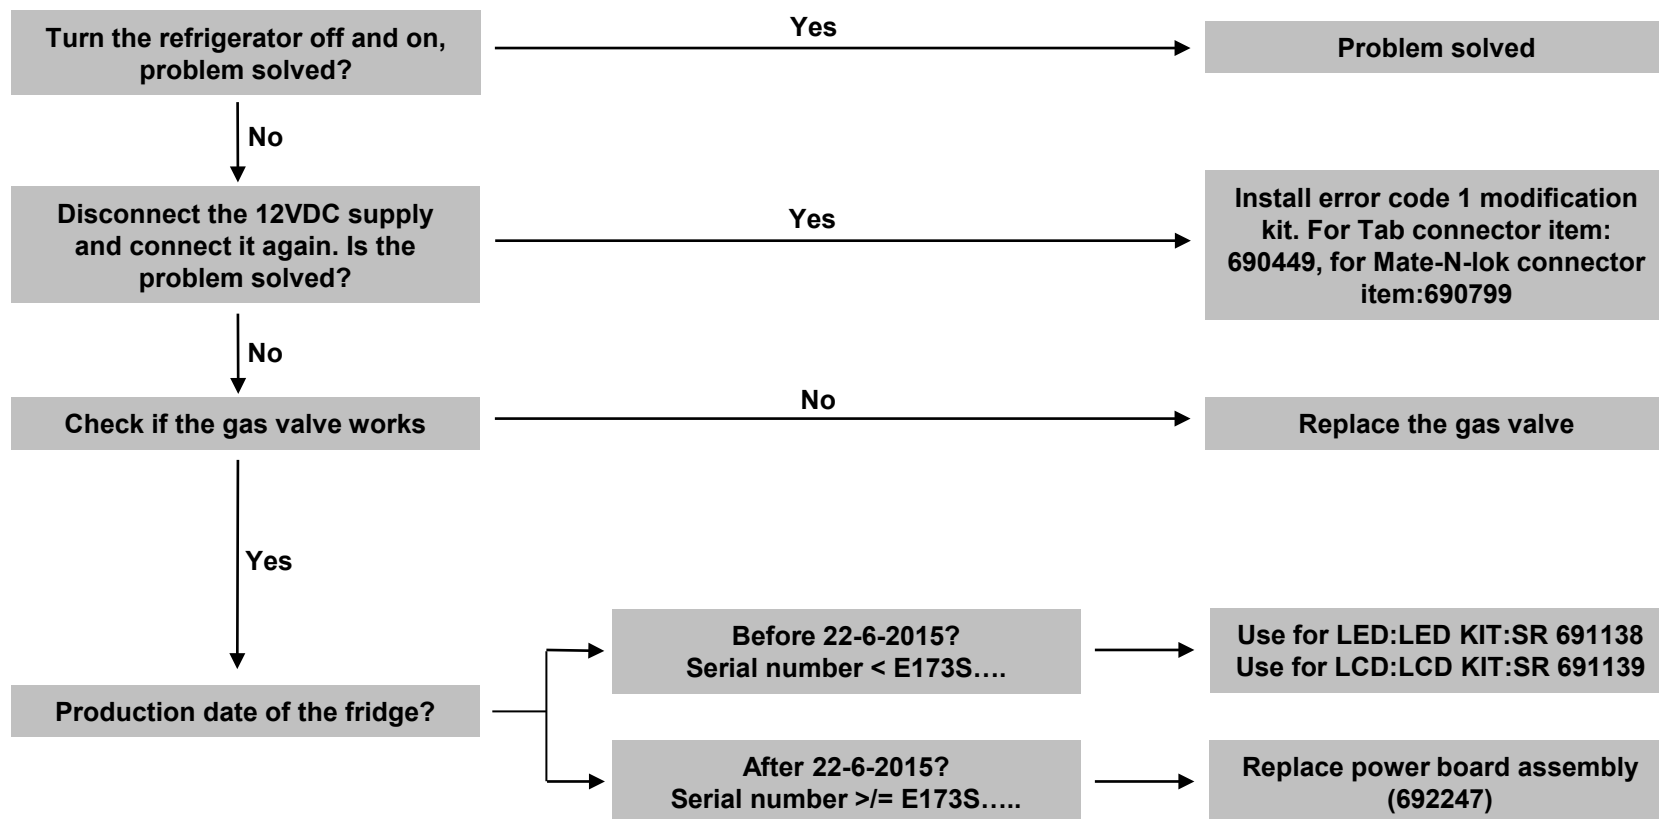 Turn the refrigerator off and on,
problem solved?
Yes
Problem solved
No
Disconnect the 12VDC supply
and connect it again. Is the
problem solved?
Yes
Install error code 1 modification
kit. For Tab connector item:
690449, for Mate-N-lok connector
item:690799
No
Check if the gas valve works
No
Replace the gas valve
Yes
Production date of the fridge?
Before 22-6-2015?
Serial number < E173S….
Use for LED:LED KIT:SR 691138
Use for LCD:LCD KIT:SR 691139
After 22-6-2015?
Serial number >/= E173S…..
Replace power board assembly
(692247)